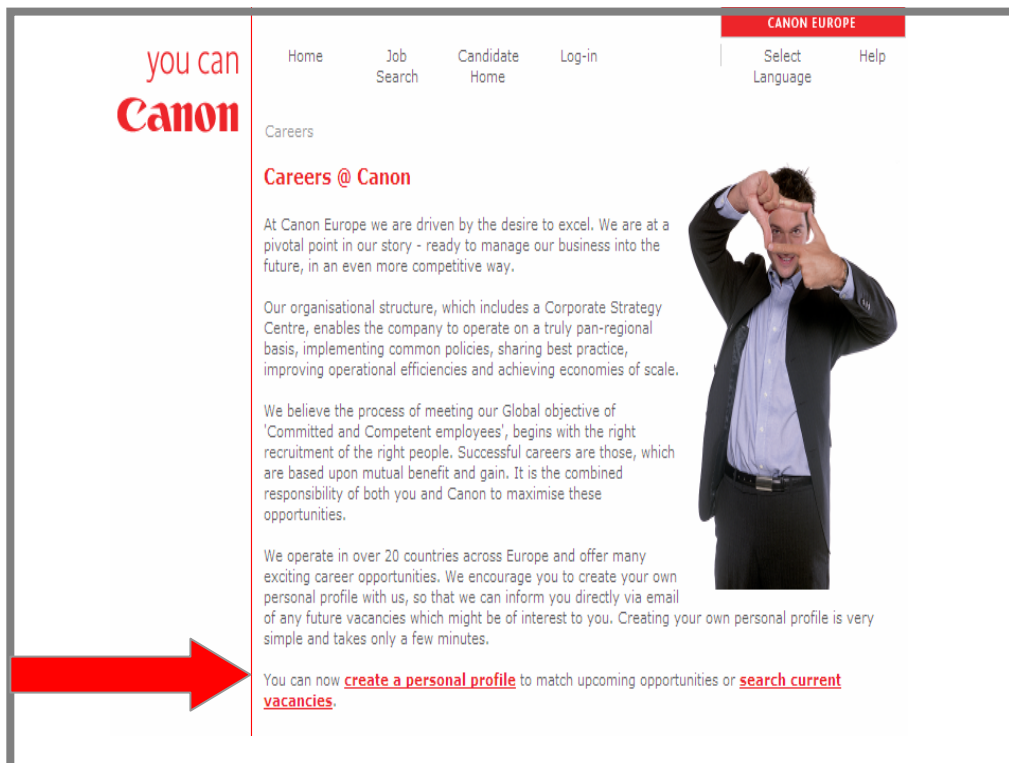 CANON EUROPE
you can
Canon
Home Job Search Candidate Home Log-in Select Language Help
Careers
Careers @ Canon
At Canon Europe we are driven by the desire to excel. We are at a
pivotal point in our story - ready to manage our business into the
future, in an even more competitive way.
Our organisational structure, which includes a Corporate Strategy
Centre, enables the company to operate on a truly pan-regional
basis, implementing common policies, sharing best practice,
improving operational efficiencies and achieving economies of scale.
We believe the process of meeting our Global objective of
'Committed and Competent employees', begins with the right
recruitment of the right people. Successful careers are those, which
are based upon mutual benefit and gain. It is the combined
responsibility of both you and Canon to maximise these
opportunities.
We operate in over 20 countries across Europe and offer many
exciting career opportunities. We encourage you to create your own
personal profile with us, so that we can inform you directly via email
of any future vacancies which might be of interest to you. Creating your own personal profile is very
simple and takes only a few minutes.
You can now create a personal profile to match upcoming opportunities or search current
vacancies.